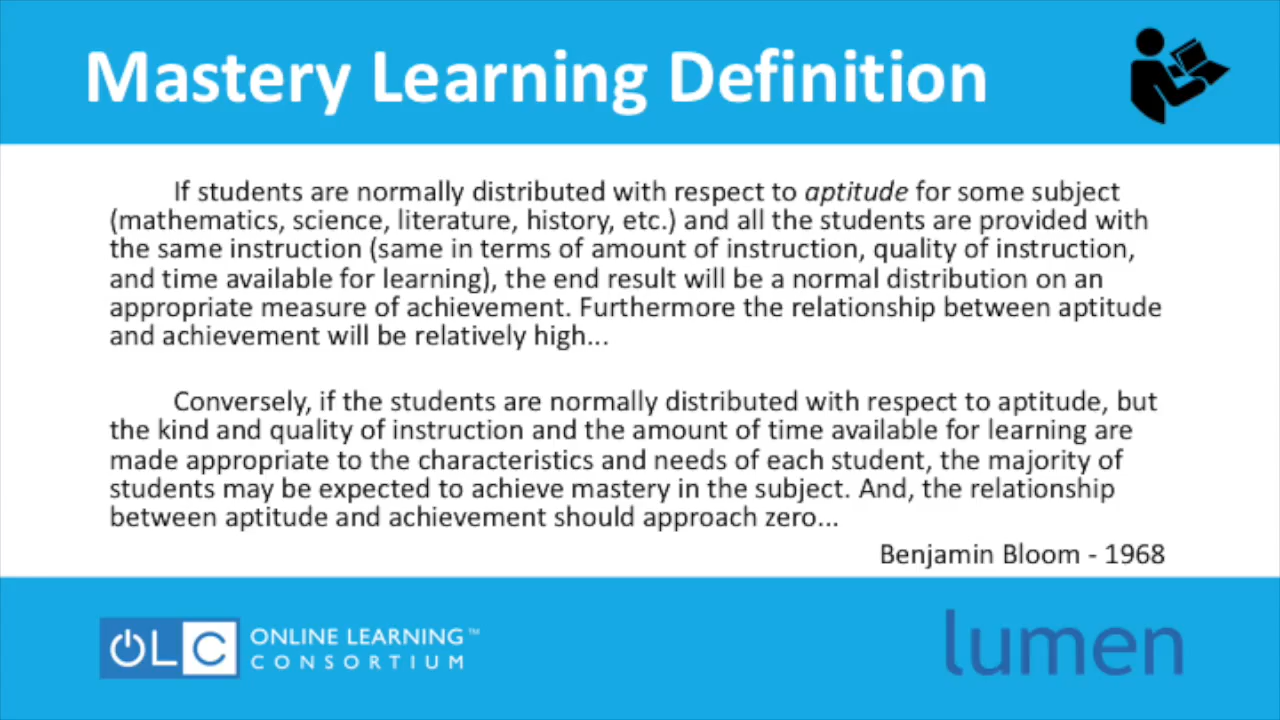 Mastery Learning Definition
If students are normally distributed with respect to aptitude for some subject
(mathematics, science, literature, history, etc.) and all the students are provided with
the same instruction (same in terms of amount of instruction, quality of instruction,
and time available for learning), the end result will be a normal distribution on an
appropriate measure of achievement. Furthermore the relationship between aptitude
and achievement will be relatively high...
Conversely, if the students are normally distributed with respect to aptitude, but
the kind and quality of instruction and the amount of time available for learning are
made appropriate to the characteristics and needs of each student, the majority of
students may be expected to achieve mastery in the subject. And, the relationship
between aptitude and achievement should approach zero...
Benjamin Bloom - 1968
OLC ONLINE LEARNING™
CONSORTIUM
lumen